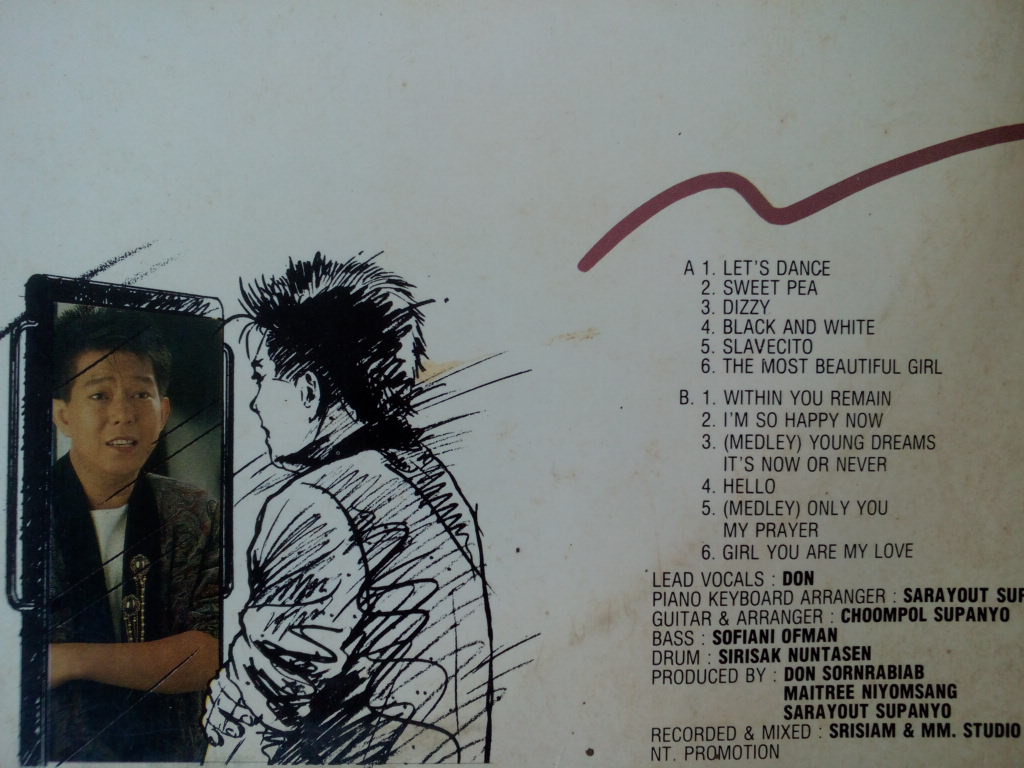 A 1. LET'S DANCE
2. SWEET PEA
3. DIZZY
4. BLACK AND WHITE
5. SLAVECITO
6. THE MOST BEAUTIFUL GIRL
B. 1. WITHIN YOU REMAIN
2. I'M SO HAPPY NOW
3. (MEDLEY) YOUNG DREAMS
IT'S NOW OR NEVER
4. HELLO
5. (MEDLEY) ONLY YOU
MY PRAYER
6. GIRL YOU ARE MY LOVE
LEAD VOCALS : DON
PIANO KEYBOARD ARRANGER : SARAYOUT
GUITAR & ARRANGER : CHOOMPOL SUPANYO
BASS : SOFIANI OFMAN
DRUM : SIRISAK NUNTASEN
PRODUCED BY : DON SORNRABIAB
MAITREE NIYOMSANG
SARAYOUT SUPANYO
RECORDED & MIXED : SRISIAM & MM. STUDIO
NT. PROMOTION